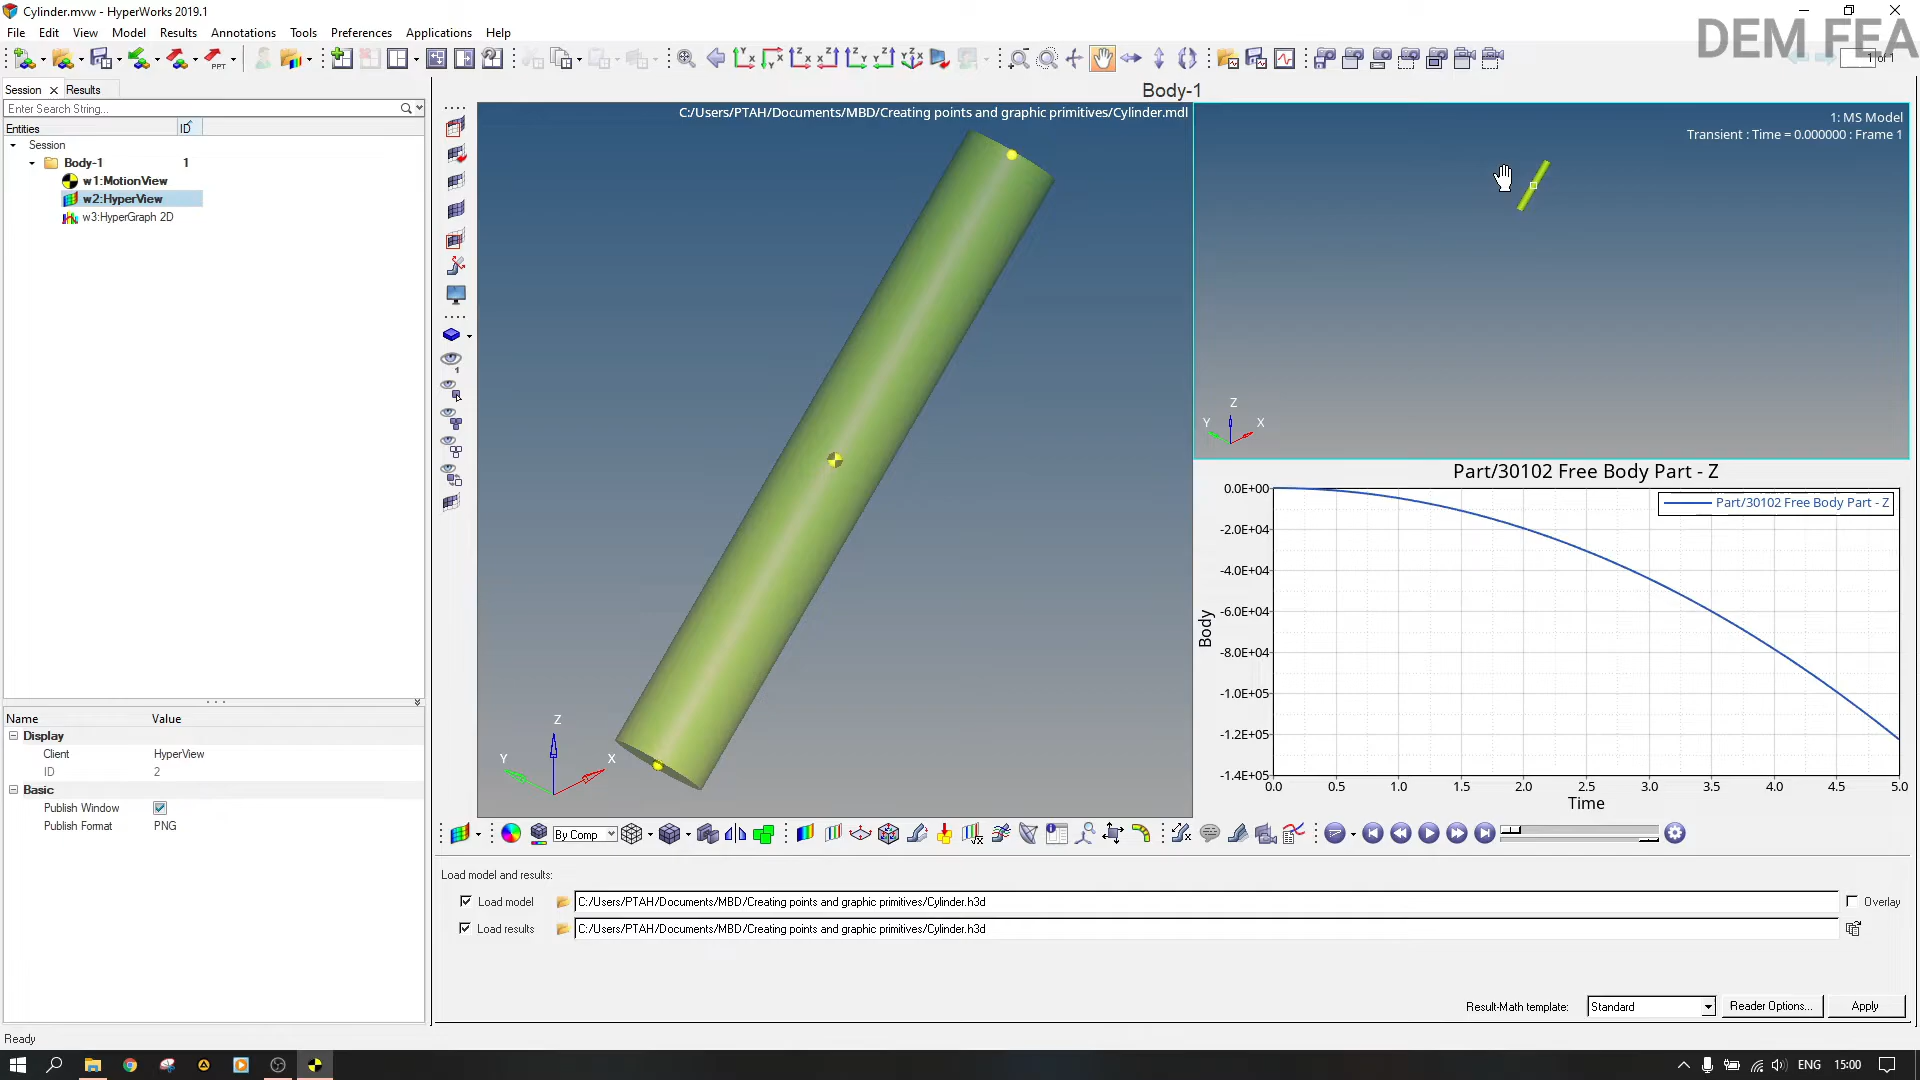 Cylinder.mvw - HyperWorks 2019.1
DEM FEA
File Edit View Model Results Annotations Tools Preferences Applications Help
1 of 1
Session Results
Enter Search String...
Entities ID
Session
Body-1 1
w1:MotionView
w2:HyperView
w3:HyperGraph 2D
Body-1
C:/Users/PTAH/Documents/MBD/Creating points and graphic primitives/Cylinder.mdl
Z
Y
X
1: MS Model
Transient : Time = 0.000000 : Frame 1
Z
Y
X
Part/30102 Free Body Part - Z
Part/30102 Free Body Part - Z
0.0E+00
-2.0E+04
-4.0E+04
-6.0E+04
-8.0E+04
-1.0E+05
-1.2E+05
-1.4E+05
Body
0.0 0.5 1.0 1.5 2.0 2.5 3.0 3.5 4.0 4.5 5.0
Time
Name Value
Display
Client HyperView
ID 2
Basic
Publish Window
Publish Format PNG
By Comp
Load model and results:
Load model C:/Users/PTAH/Documents/MBD/Creating points and graphic primitives/Cylinder.h3d
Overlay
Load results C:/Users/PTAH/Documents/MBD/Creating points and graphic primitives/Cylinder.h3d
Result-Math template: Standard Reader Options... Apply
Ready
ENG 15:00